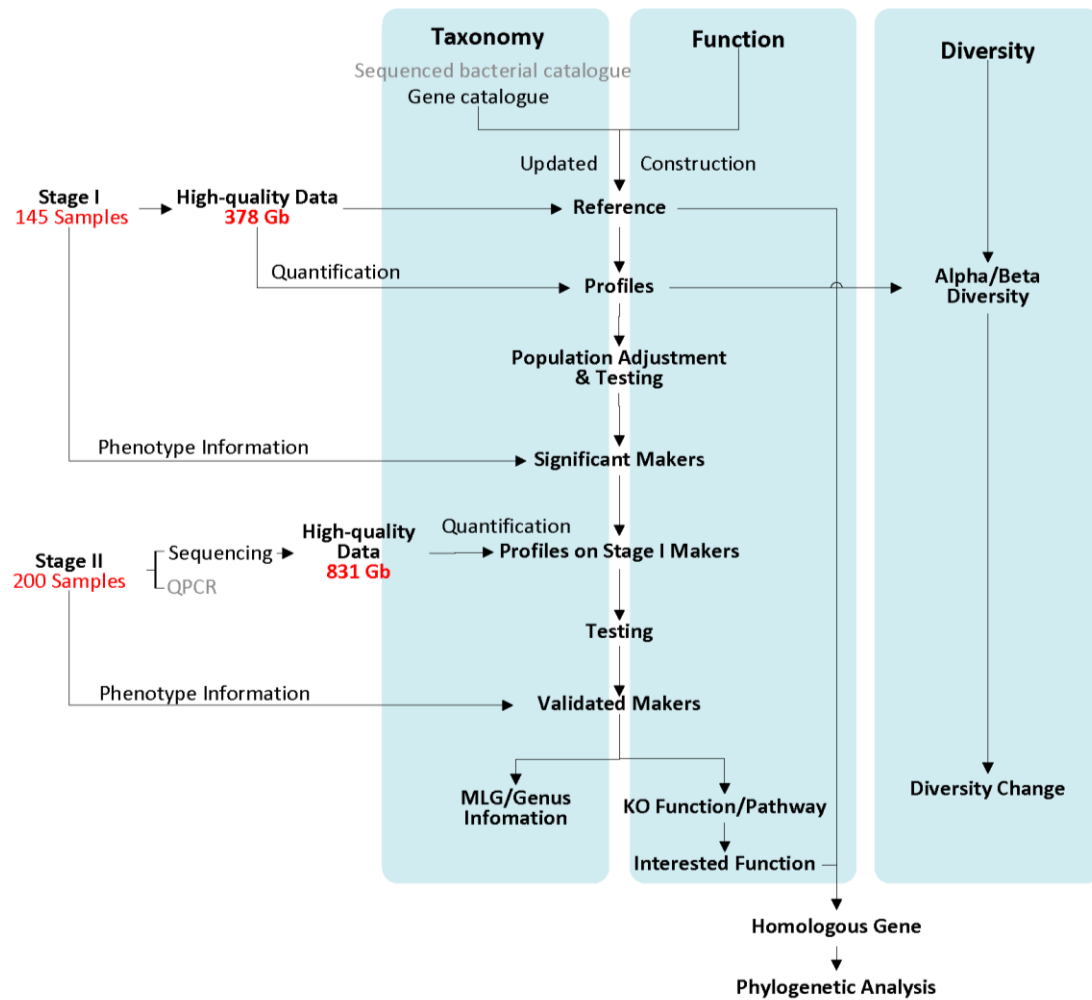 Taxonomy
Function
Diversity
Sequenced bacterial catalogue
Gene catalogue
Updated
Construction
Stage I
145 Samples
High-quality Data
378 Gb
Reference
Quantification
Profiles
Alpha/Beta
Diversity
Population Adjustment
& Testing
Phenotype Information
Significant Makers
Stage II
200 Samples
Sequencing
QPCR
High-quality
Data
831 Gb
Quantification
Profiles on Stage I Makers
Testing
Phenotype Information
Validated Makers
MLG/Genus
Infomation
KO Function/Pathway
Diversity Change
Interested Function
Homologous Gene
Phylogenetic Analysis